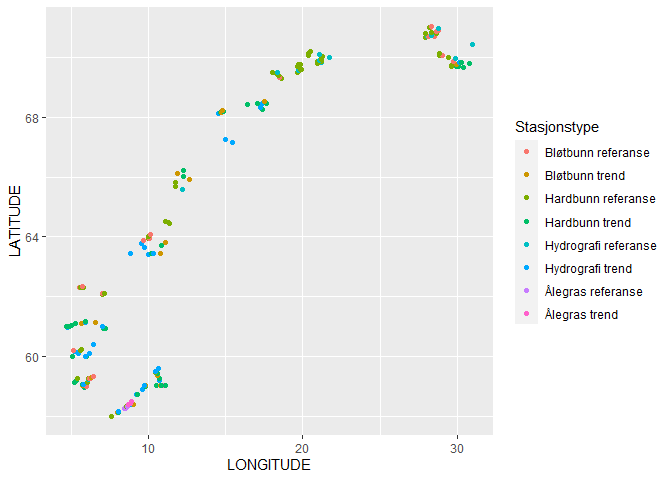 68
64
60
LATITUDE
10
20
30
LONGITUDE
Stasjonstype
Bløtbunn referanse
Bløtbunn trend
Hardbunn referanse
Hardbunn trend
Hydrografi referanse
Hydrografi trend
Ålegras referanse
Ålegras trend